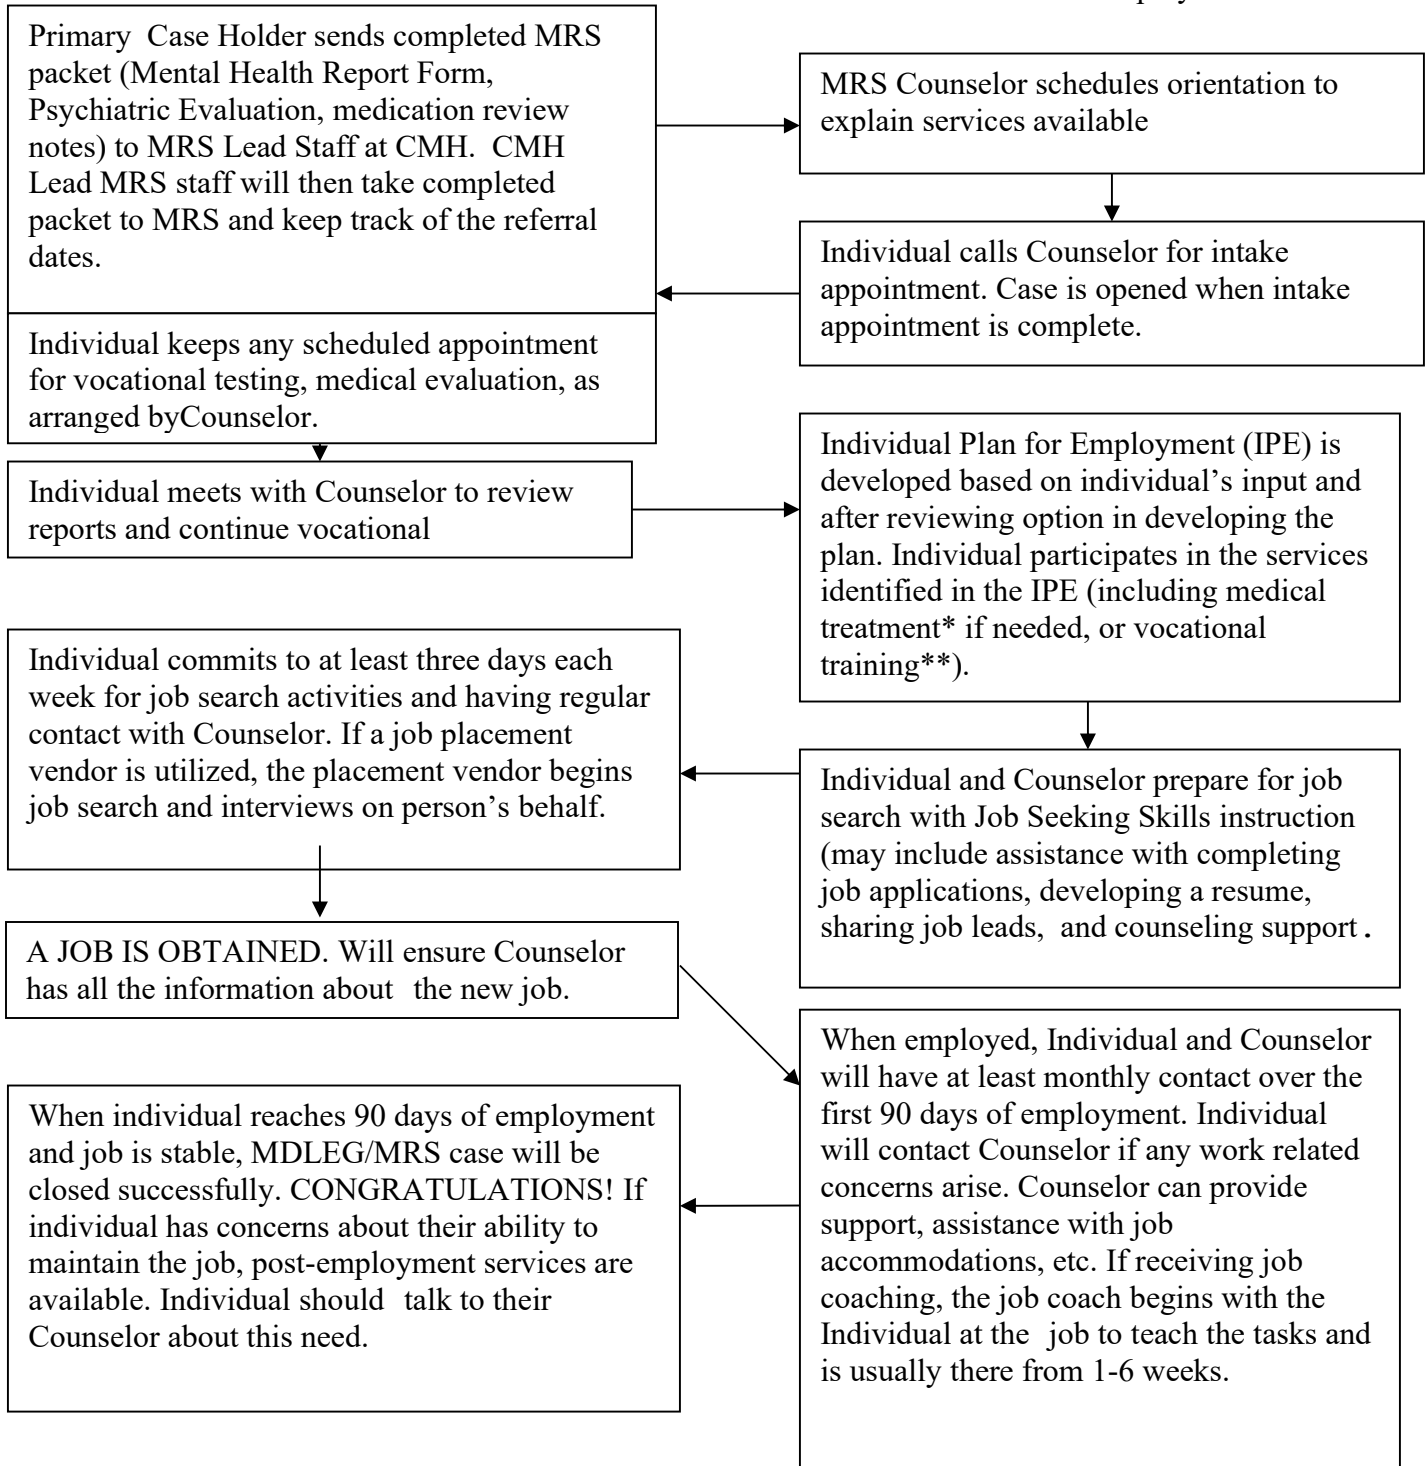 Primary Case Holder sends completed MRS
packet (Mental Health Report Form,
Psychiatric Evaluation, medication review
notes) to MRS Lead Staff at CMH. CMH
Lead MRS staff will then take completed
packet to MRS and keep track of the referral
dates.
MRS Counselor schedules orientation to
explain services available
Individual calls Counselor for intake
appointment. Case is opened when intake
appointment is complete.
Individual keeps any scheduled appointment
for vocational testing, medical evaluation, as
arranged byCounselor.
Individual meets with Counselor to review
reports and continue vocational
Individual Plan for Employment (IPE) is
developed based on individual’s input and
after reviewing option in developing the
plan. Individual participates in the services
identified in the IPE (including medical
treatment* if needed, or vocational
training**).
Individual and Counselor prepare for job
search with Job Seeking Skills instruction
(may include assistance with completing
job applications, developing a resume,
sharing job leads, and counseling support.
Individual commits to at least three days each
week for job search activities and having regular
contact with Counselor. If a job placement
vendor is utilized, the placement vendor begins
job search and interviews on person’s behalf.
A JOB IS OBTAINED. Will ensure Counselor
has all the information about the new job.
When employed, Individual and Counselor
will have at least monthly contact over the
first 90 days of employment. Individual
will contact Counselor if any work related
concerns arise. Counselor can provide
support, assistance with job
accommodations, etc. If receiving job
coaching, the job coach begins with the
Individual at the job to teach the tasks and
is usually there from 1-6 weeks.
When individual reaches 90 days of employment
and job is stable, MDLEG/MRS case will be
closed successfully. CONGRATULATIONS! If
individual has concerns about their ability to
maintain the job, post-employment services are
available. Individual should talk to their
Counselor about this need.